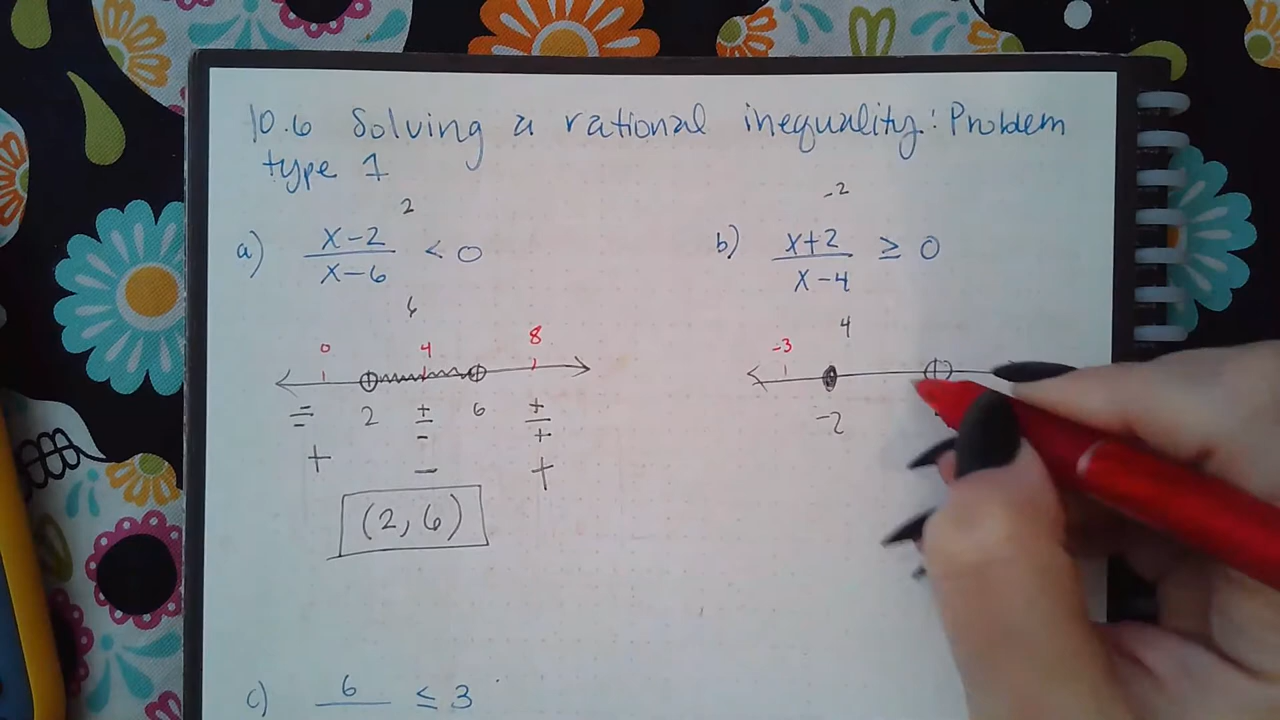 10.6 Solving a rational inequality: Problem
type 1
2
a) x-2 / x-6 < 0
6
0 4 8
2 6
= ± ±
- +
+ - +
(2, 6)
-2
b) x+2 / x-4 ≥ 0
4
-3
-2
c) 6 ≤ 3